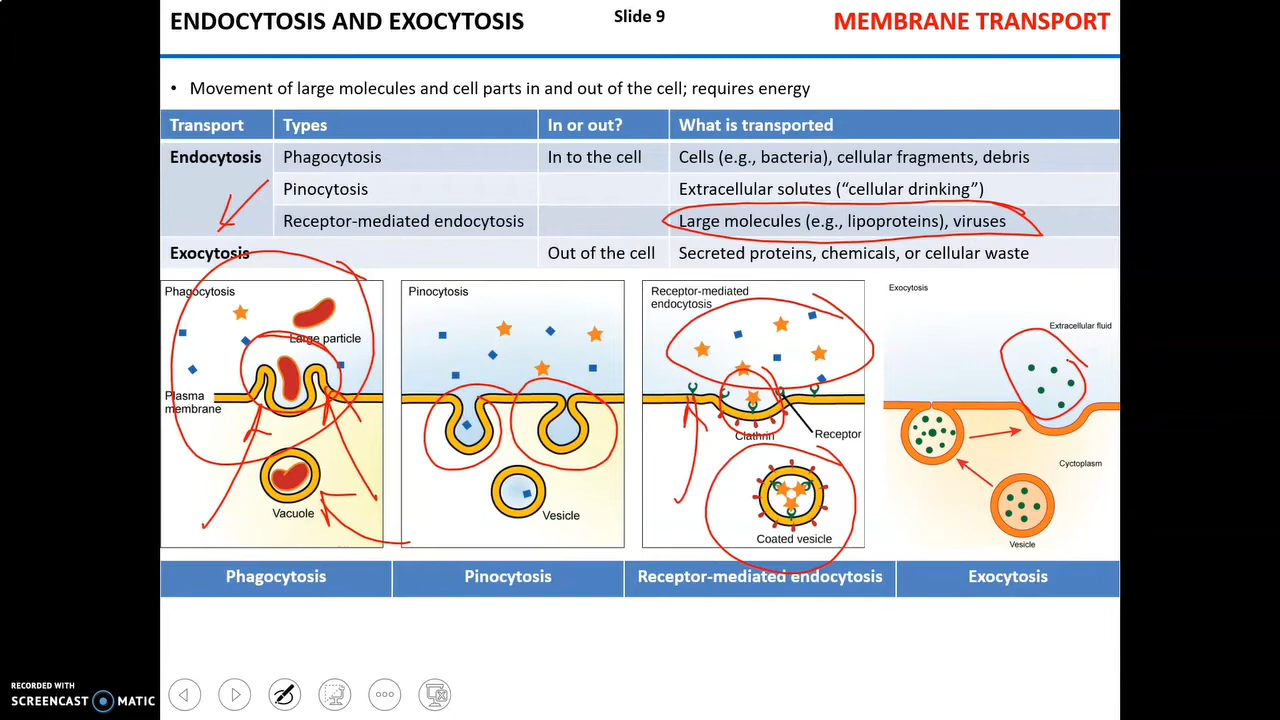 ENDOCYTOSIS AND EXOCYTOSIS
Slide 9
MEMBRANE TRANSPORT
• Movement of large molecules and cell parts in and out of the cell; requires energy
Transport Types In or out? What is transported
Endocytosis Phagocytosis In to the cell Cells (e.g., bacteria), cellular fragments, debris
Pinocytosis Extracellular solutes (“cellular drinking”)
Receptor-mediated endocytosis Large molecules (e.g., lipoproteins), viruses
Exocytosis Out of the cell Secreted proteins, chemicals, or cellular waste
Phagocytosis
Large particle
Plasma
membrane
Vacuole
Pinocytosis
Vesicle
Receptor-mediated
endocytosis
Clathrin
Receptor
Coated vesicle
Exocytosis
Extracellular fluid
Cyctoplasm
Vesicle
Phagocytosis Pinocytosis Receptor-mediated endocytosis Exocytosis
RECORDED WITH
SCREENCAST MATIC